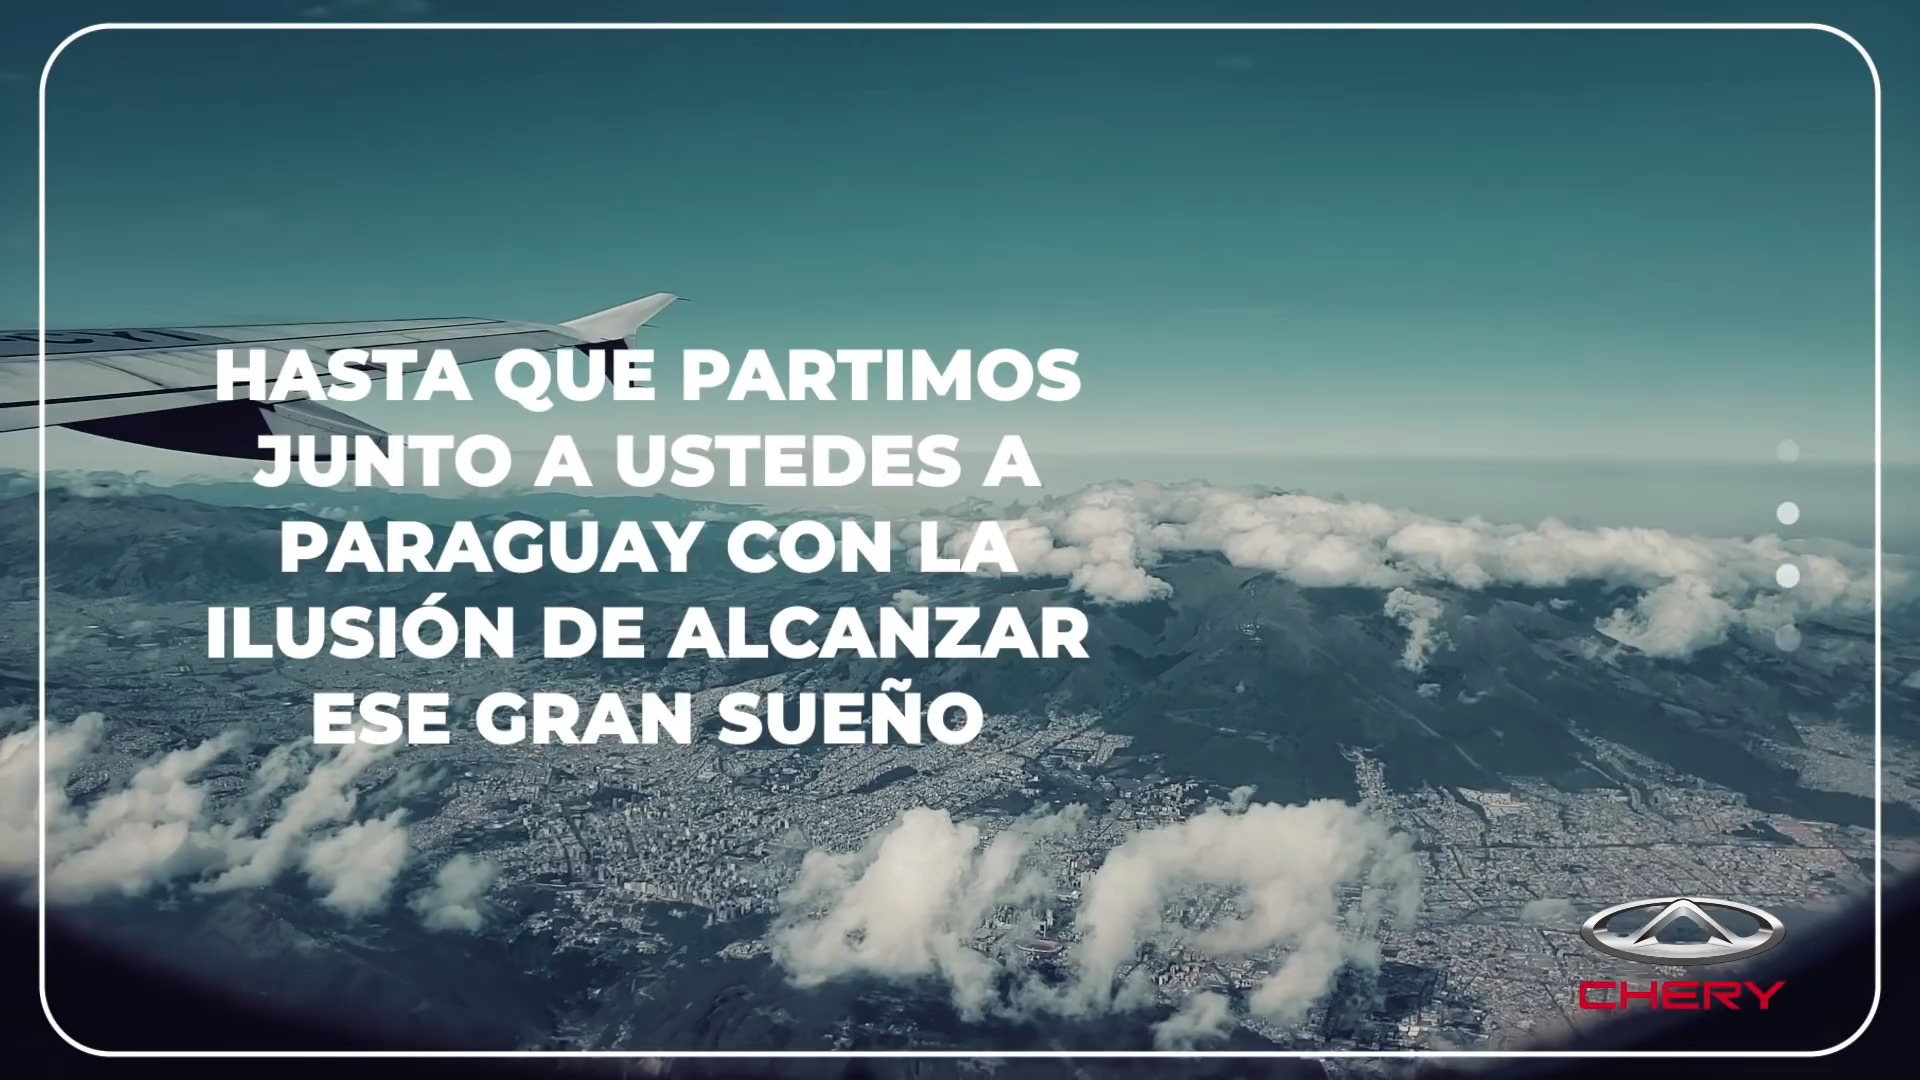 HASTA QUE PARTIMOS
JUNTO A USTEDES A
PARAGUAY CON LA
ILUSIÓN DE ALCANZAR
ESE GRAN SUEÑO
CHERY